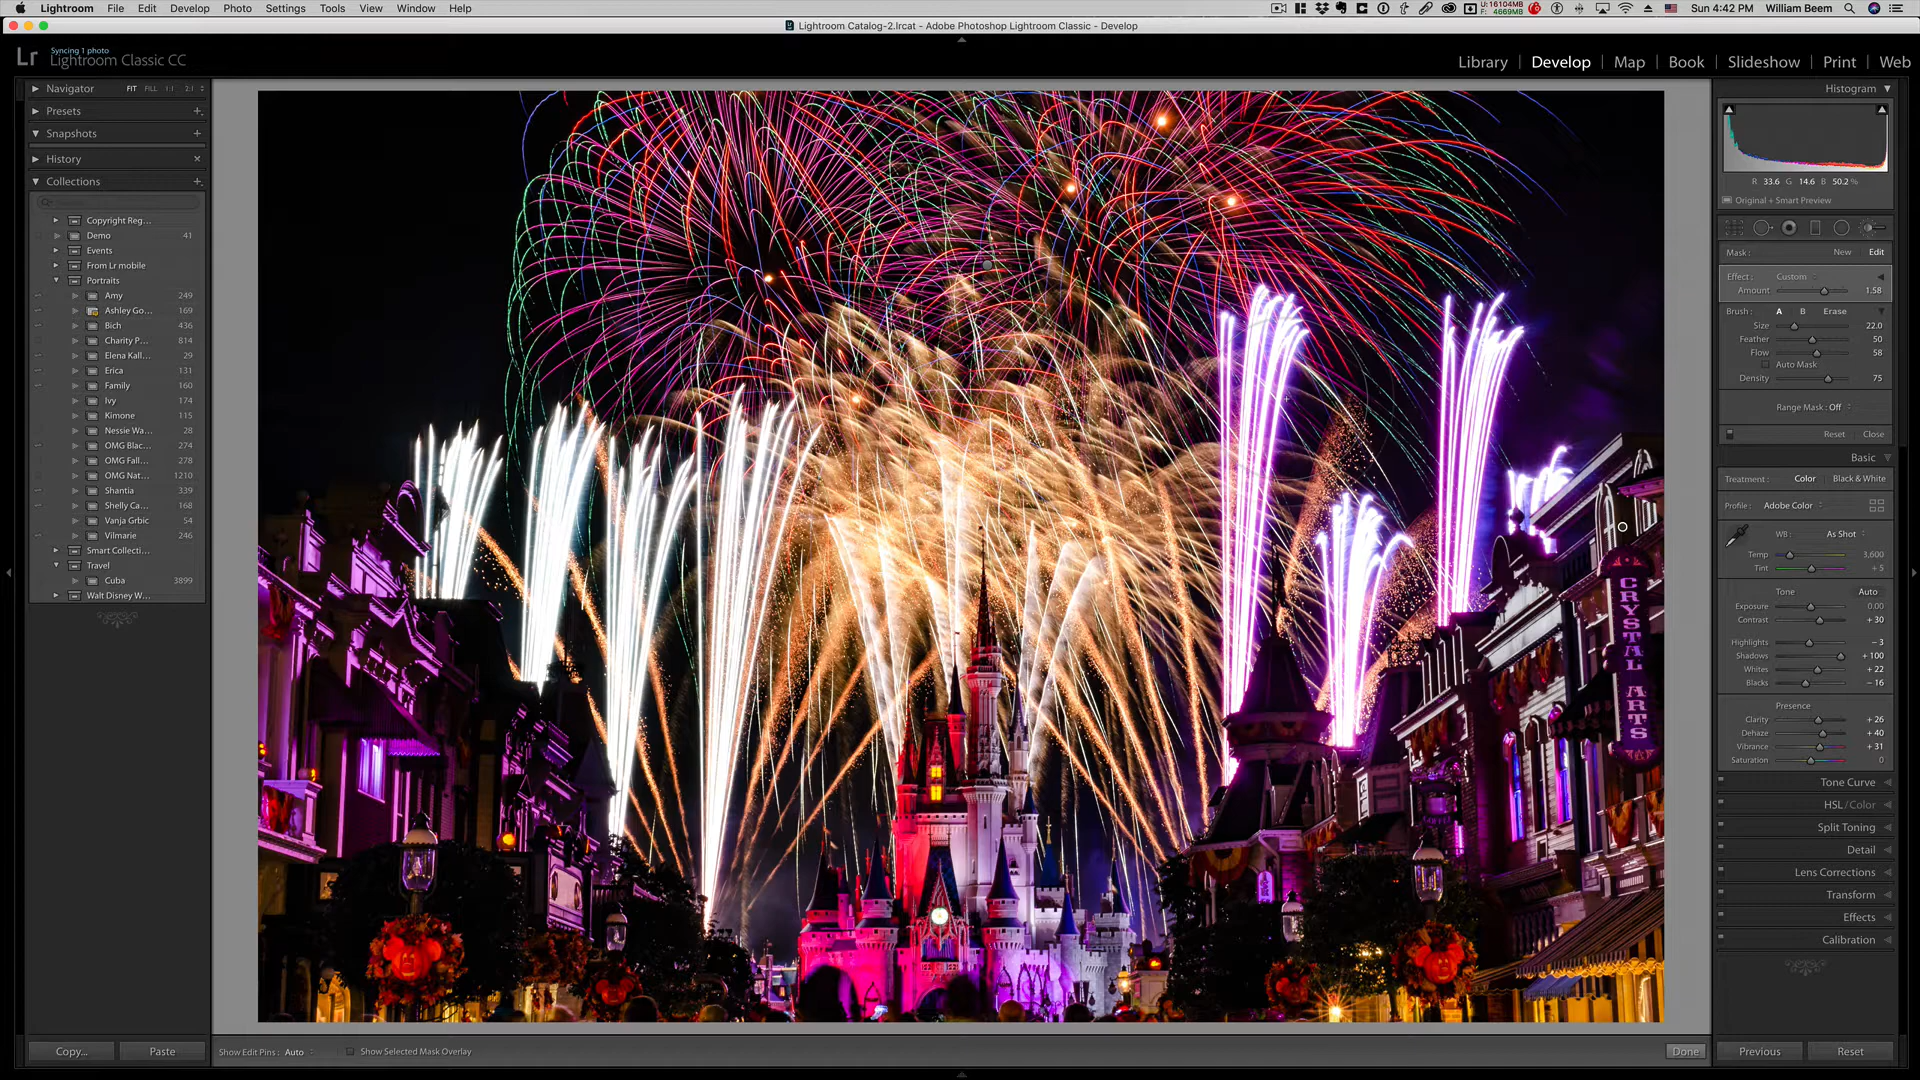 Lightroom File Edit Develop Photo Settings Tools View Window Help U: 16104MB F: 4669MB Sun 4:42 PM William Beem
Lightroom Catalog-2.lrcat - Adobe Photoshop Lightroom Classic - Develop
Lr Syncing 1 photo
Lightroom Classic CC
Library | Develop | Map | Book | Slideshow | Print | Web
Navigator FIT FILL 1:1 2:1
Presets +
Snapshots +
History ×
Collections +
Copyright Reg...
Demo 41
Events
From Lr mobile
Portraits
Amy 249
Ashley Go... 169
Bich 436
Charity P... 814
Elena Kall... 29
Erica 131
Family 160
Ivy 174
Kimone 115
Nessie Wa... 28
OMG Blac... 274
OMG Fall... 278
OMG Nat... 1210
Shantia 339
Shelly Ca... 168
Vanja Grbic 54
Vilmarie 246
Smart Collecti...
Travel
Cuba 3899
Walt Disney W...
Copy... Paste
CRYSTAL ARTS
Show Edit Pins : Auto Show Selected Mask Overlay Done
Histogram
R 33.6 G 14.6 B 50.2 %
Original + Smart Preview
Mask : New Edit
Effect : Custom
Amount 1.58
Brush : A B Erase
Size 22.0
Feather 50
Flow 58
Auto Mask
Density 75
Range Mask : Off
Reset Close
Basic
Treatment : Color Black & White
Profile : Adobe Color
WB : As Shot
Temp 3,600
Tint + 5
Tone Auto
Exposure 0.00
Contrast + 30
Highlights − 3
Shadows + 100
Whites + 22
Blacks − 16
Presence
Clarity + 26
Dehaze + 40
Vibrance + 31
Saturation 0
Tone Curve
HSL / Color
Split Toning
Detail
Lens Corrections
Transform
Effects
Calibration
Previous Reset